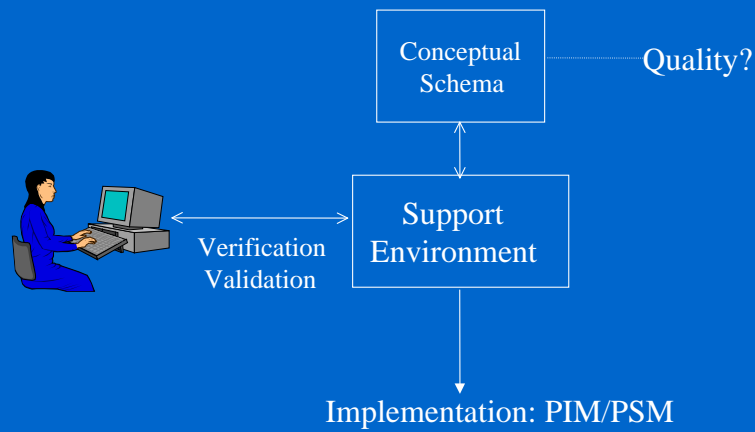 Conceptual
Schema
Quality?
Support
Environment
Verification
Validation
Implementation: PIM/PSM